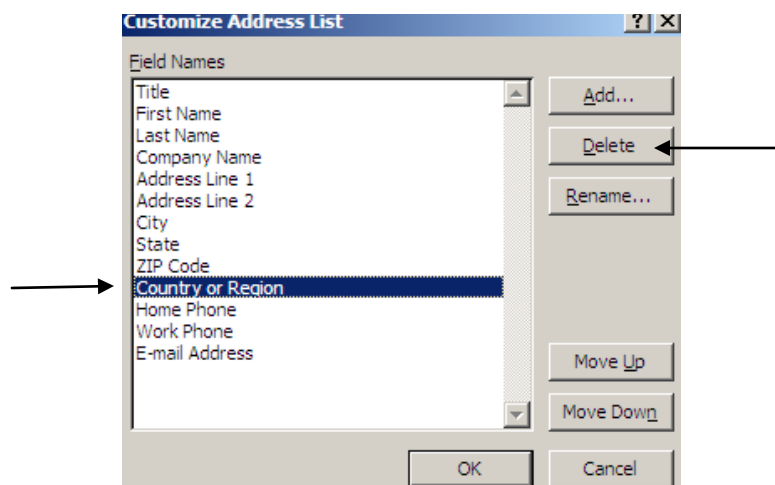 Customize Address List
Field Names
Title
First Name
Last Name
Company Name
Address Line 1
Address Line 2
City
State
ZIP Code
Country or Region
Home Phone
Work Phone
E-mail Address
Add...
Delete
Rename...
Move Up
Move Down
OK
Cancel